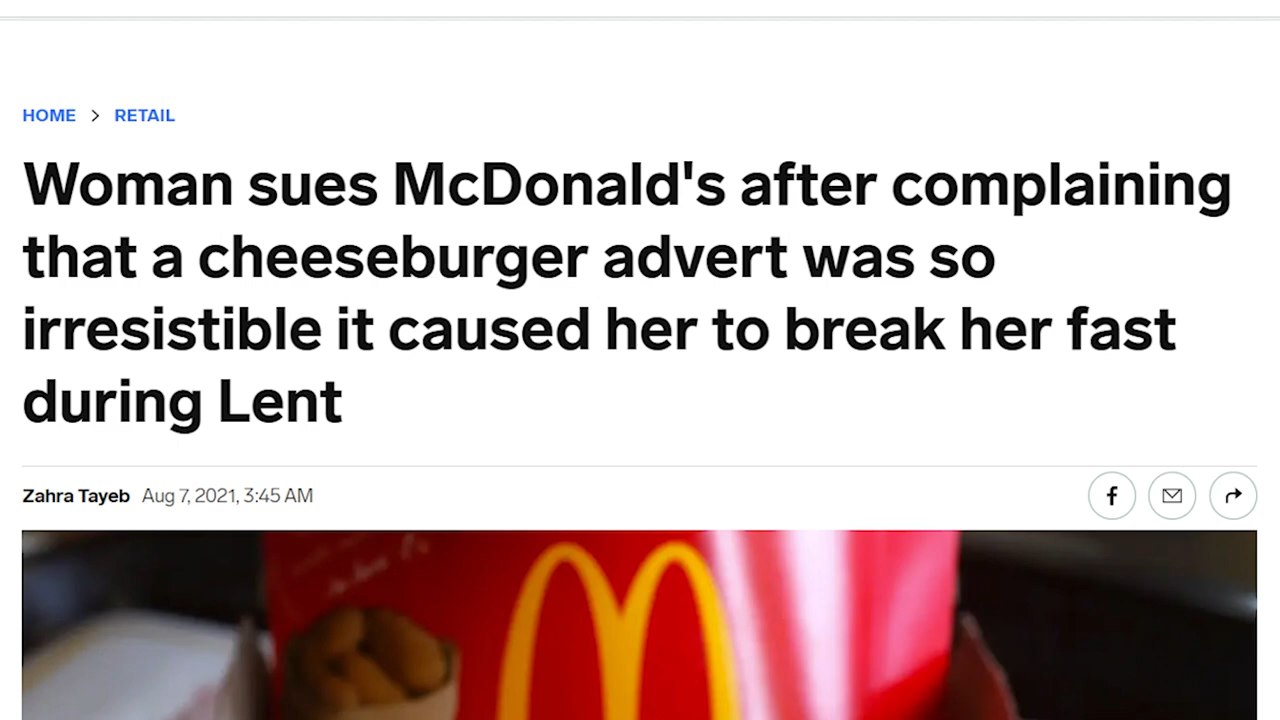 HOME > RETAIL
Woman sues McDonald's after complaining
that a cheeseburger advert was so
irresistible it caused her to break her fast
during Lent
Zahra Tayeb Aug 7, 2021, 3:45 AM